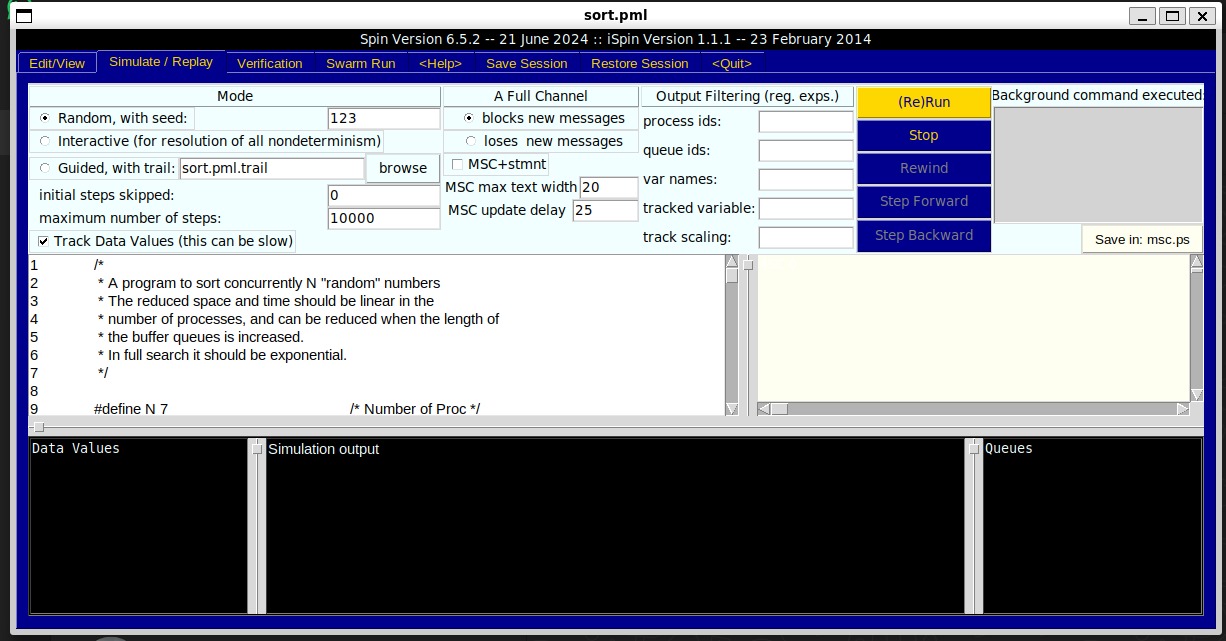 sort.pml
Spin Version 6.5.2 -- 21 June 2024 :: iSpin Version 1.1.1 -- 23 February 2014
Edit/View Simulate / Replay Verification Swarm Run <Help> Save Session Restore Session <Quit>
Mode
Random, with seed: 123
Interactive (for resolution of all nondeterminism)
Guided, with trail: sort.pml.trail browse
initial steps skipped: 0
maximum number of steps: 10000
Track Data Values (this can be slow)
A Full Channel
blocks new messages
loses new messages
MSC+stmnt
MSC max text width 20
MSC update delay 25
Output Filtering (reg. exps.)
process ids:
queue ids:
var names:
tracked variable:
track scaling:
(Re)Run
Stop
Rewind
Step Forward
Step Backward
Background command executed:
Save in: msc.ps
1 /*
2 * A program to sort concurrently N "random" numbers
3 * The reduced space and time should be linear in the
4 * number of processes, and can be reduced when the length of
5 * the buffer queues is increased.
6 * In full search it should be exponential.
7 */
8
9 #define N 7 /* Number of Proc */
Data Values
Simulation output
Queues